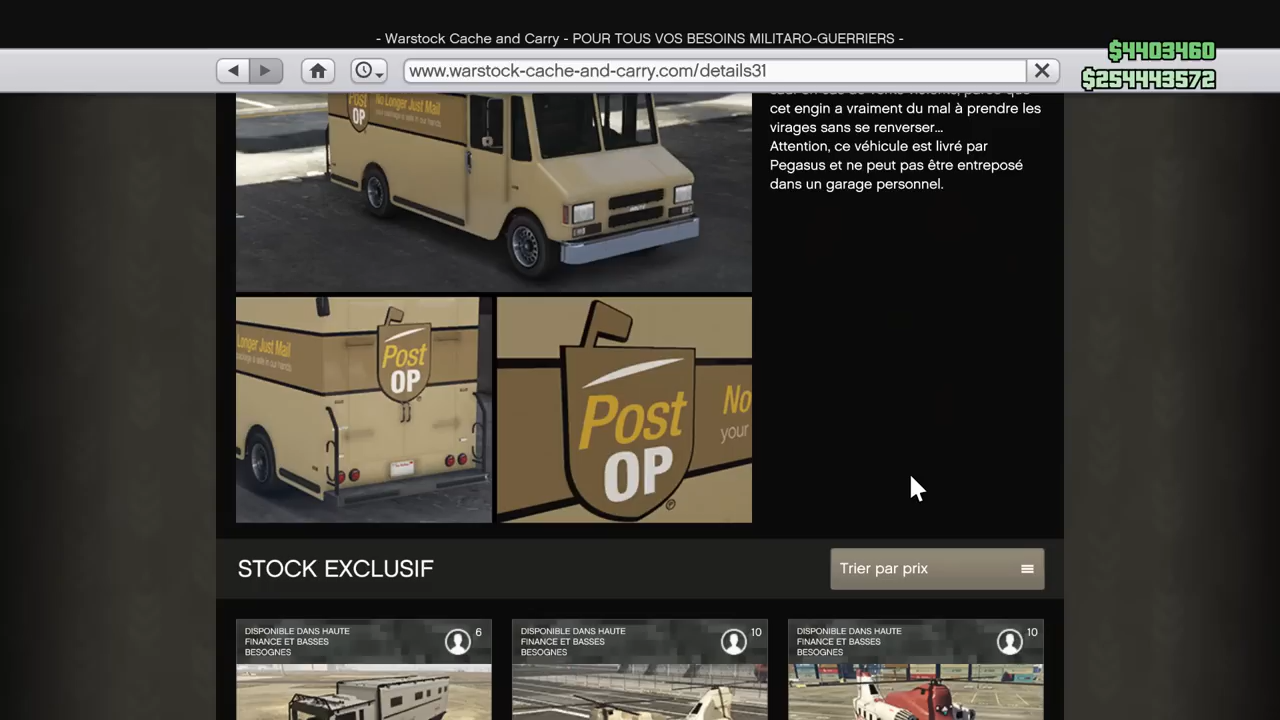 - Warstock Cache and Carry - POUR TOUS VOS BESOINS MILITARO-GUERRIERS -
$4403460
www.warstock-cache-and-carry.com/details31
$254443572
cet engin a vraiment du mal à prendre les
virages sans se renverser...
Attention, ce véhicule est livré par
Pegasus et ne peut pas être entreposé
dans un garage personnel.
POST OP
No Longer Just Mail
Longer Just Mail
Post
OP
Post
OP
No
your
STOCK EXCLUSIF
Trier par prix
DISPONIBLE DANS HAUTE
FINANCE ET BASSES
BESOGNES
6
DISPONIBLE DANS HAUTE
FINANCE ET BASSES
BESOGNES
10
DISPONIBLE DANS HAUTE
FINANCE ET BASSES
BESOGNES
10